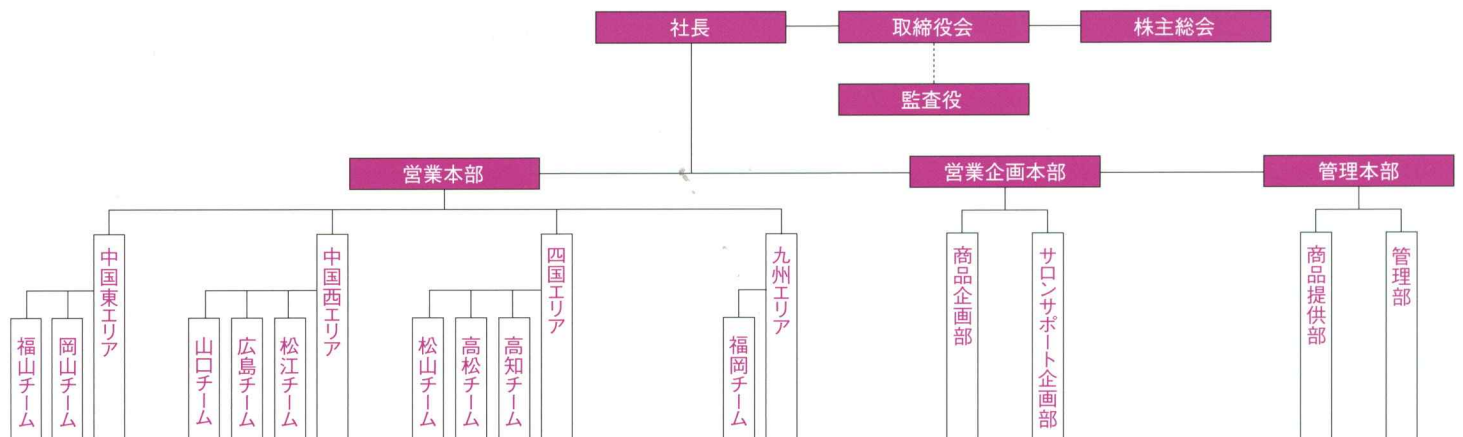 社長
取締役会
株主総会
監査役
営業本部
営業企画本部
管理本部
中国東エリア
福山チーム
岡山チーム
中国西エリア
山口チーム
広島チーム
松江チーム
四国エリア
松山チーム
高松チーム
高知チーム
九州エリア
福岡チーム
商品企画部
サロンサポート企画部
商品提供部
管理部